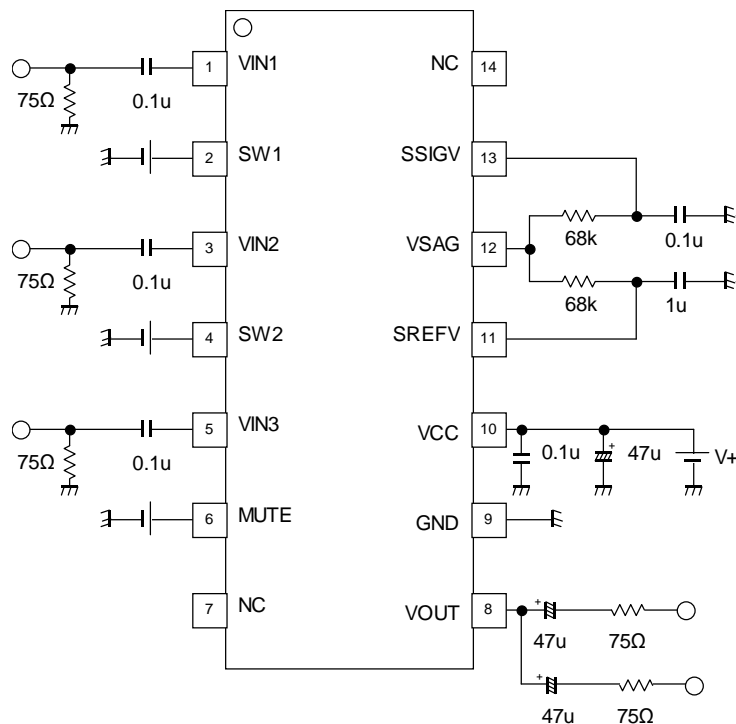 1 VIN1
75Ω 0.1u
2 SW1
3 VIN2
75Ω 0.1u
4 SW2
5 VIN3
75Ω 0.1u
6 MUTE
7 NC
NC 14
SSIGV 13
68k 0.1u
VSAG 12
68k 1u
SREFV 11
VCC 10
0.1u + 47u V+
GND 9
VOUT 8
+ 47u 75Ω
+ 47u 75Ω